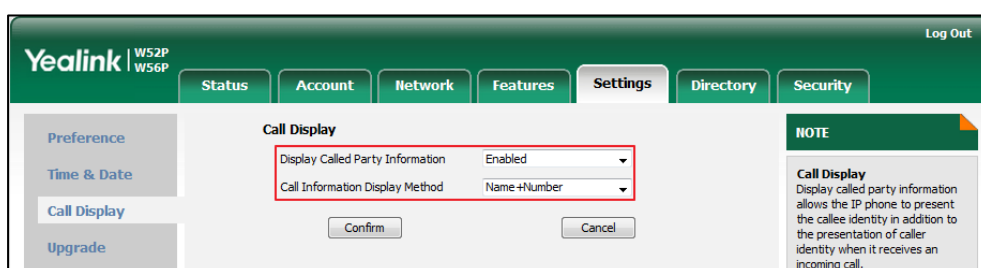 Log Out
Yealink | W52P
W56P
Status Account Network Features Settings Directory Security
Preference
Time & Date
Call Display
Upgrade
Call Display
Display Called Party Information Enabled
Call Information Display Method Name+Number
Confirm Cancel
NOTE
Call Display
Display called party information
allows the IP phone to present
the callee identity in addition to
the presentation of caller
identity when it receives an
incoming call.